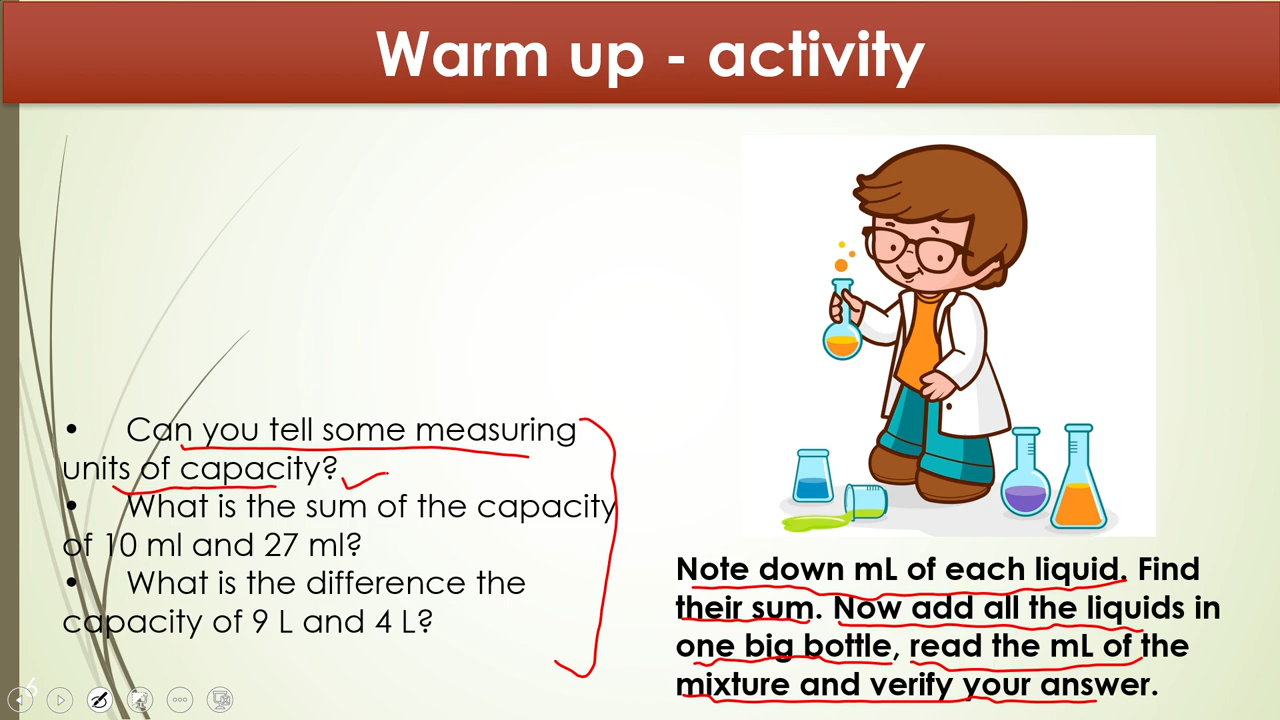 Warm up - activity
• Can you tell some measuring
units of capacity?
• What is the sum of the capacity
of 10 ml and 27 ml?
• What is the difference the
capacity of 9 L and 4 L?
Note down mL of each liquid. Find
their sum. Now add all the liquids in
one big bottle, read the mL of the
mixture and verify your answer.